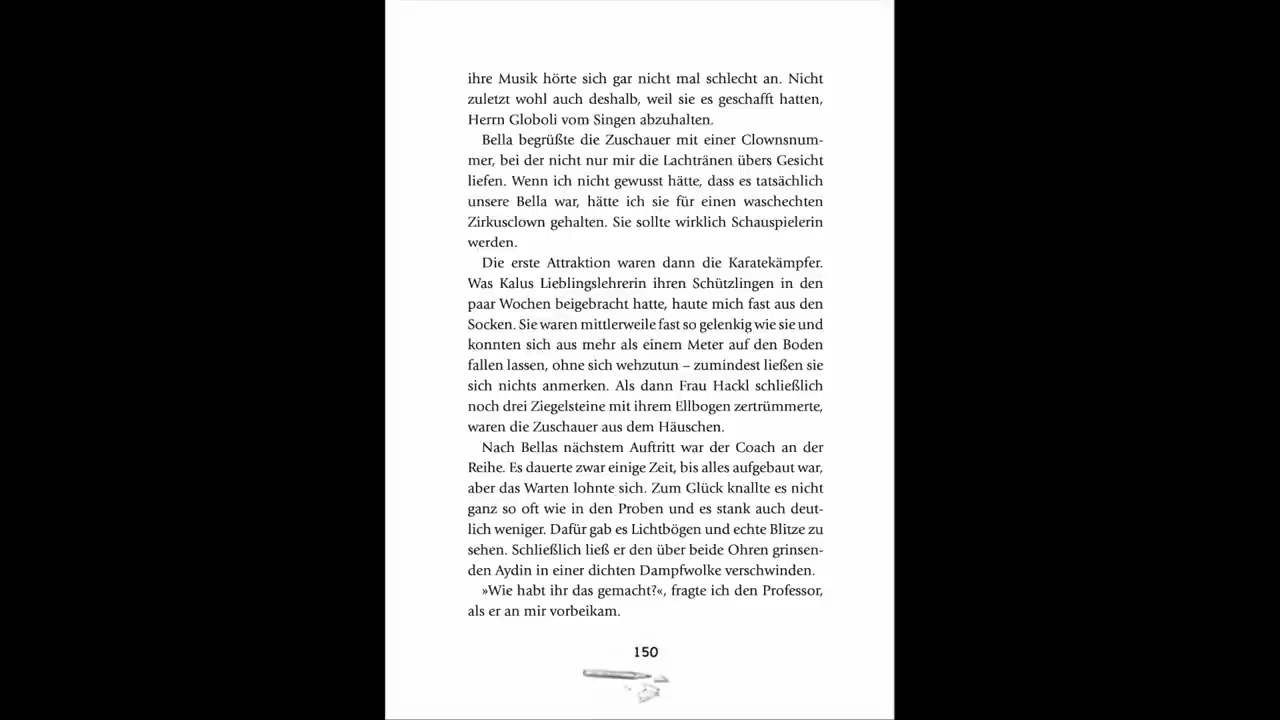 ihre Musik hörte sich gar nicht mal schlecht an. Nicht
zuletzt wohl auch deshalb, weil sie es geschafft hatten,
Herrn Globoli vom Singen abzuhalten.
Bella begrüßte die Zuschauer mit einer Clownsnum-
mer, bei der nicht nur mir die Lachtränen übers Gesicht
liefen. Wenn ich nicht gewusst hätte, dass es tatsächlich
unsere Bella war, hätte ich sie für einen waschechten
Zirkusclown gehalten. Sie sollte wirklich Schauspielerin
werden.
Die erste Attraktion waren dann die Karatekämpfer.
Was Kalus Lieblingslehrerin ihren Schützlingen in den
paar Wochen beigebracht hatte, haute mich fast aus den
Socken. Sie waren mittlerweile fast so gelenkig wie sie und
konnten sich aus mehr als einem Meter auf den Boden
fallen lassen, ohne sich wehzutun – zumindest ließen sie
sich nichts anmerken. Als dann Frau Hackl schließlich
noch drei Ziegelsteine mit ihrem Ellbogen zertrümmerte,
waren die Zuschauer aus dem Häuschen.
Nach Bellas nächstem Auftritt war der Coach an der
Reihe. Es dauerte zwar einige Zeit, bis alles aufgebaut war,
aber das Warten lohnte sich. Zum Glück knallte es nicht
ganz so oft wie in den Proben und es stank auch deut-
lich weniger. Dafür gab es Lichtbögen und echte Blitze zu
sehen. Schließlich ließ er den über beide Ohren grinsen-
den Aydin in einer dichten Dampfwolke verschwinden.
»Wie habt ihr das gemacht?«, fragte ich den Professor,
als er an mir vorbeikam.
150